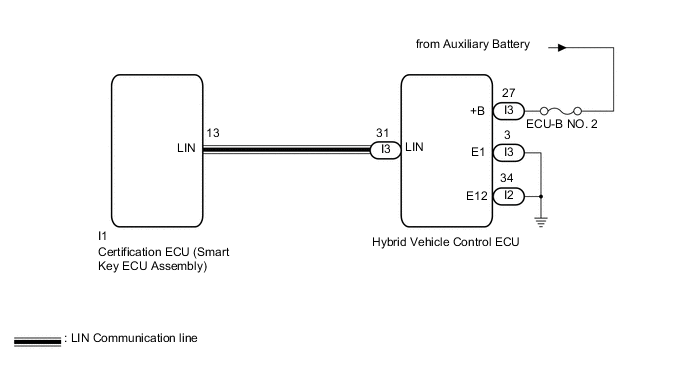 from Auxiliary Battery
27
+B
I3
ECU-B NO. 2
13
31
3
LIN
I3
LIN
E1
I3
34
E12
I2
I1
Certification ECU (Smart
Key ECU Assembly)
Hybrid Vehicle Control ECU
: LIN Communication line